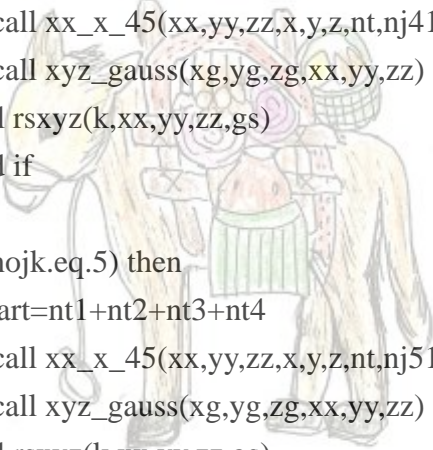 call xx_x_45(xx,yy,zz,x,y,z,nt,nj41
call xyz_gauss(xg,yg,zg,xx,yy,zz)
l rsxyz(k,xx,yy,zz,gs)
d if
nojk.eq.5) then
art=nt1+nt2+nt3+nt4
call xx_x_45(xx,yy,zz,x,y,z,nt,nj51
call xyz_gauss(xg,yg,zg,xx,yy,zz)